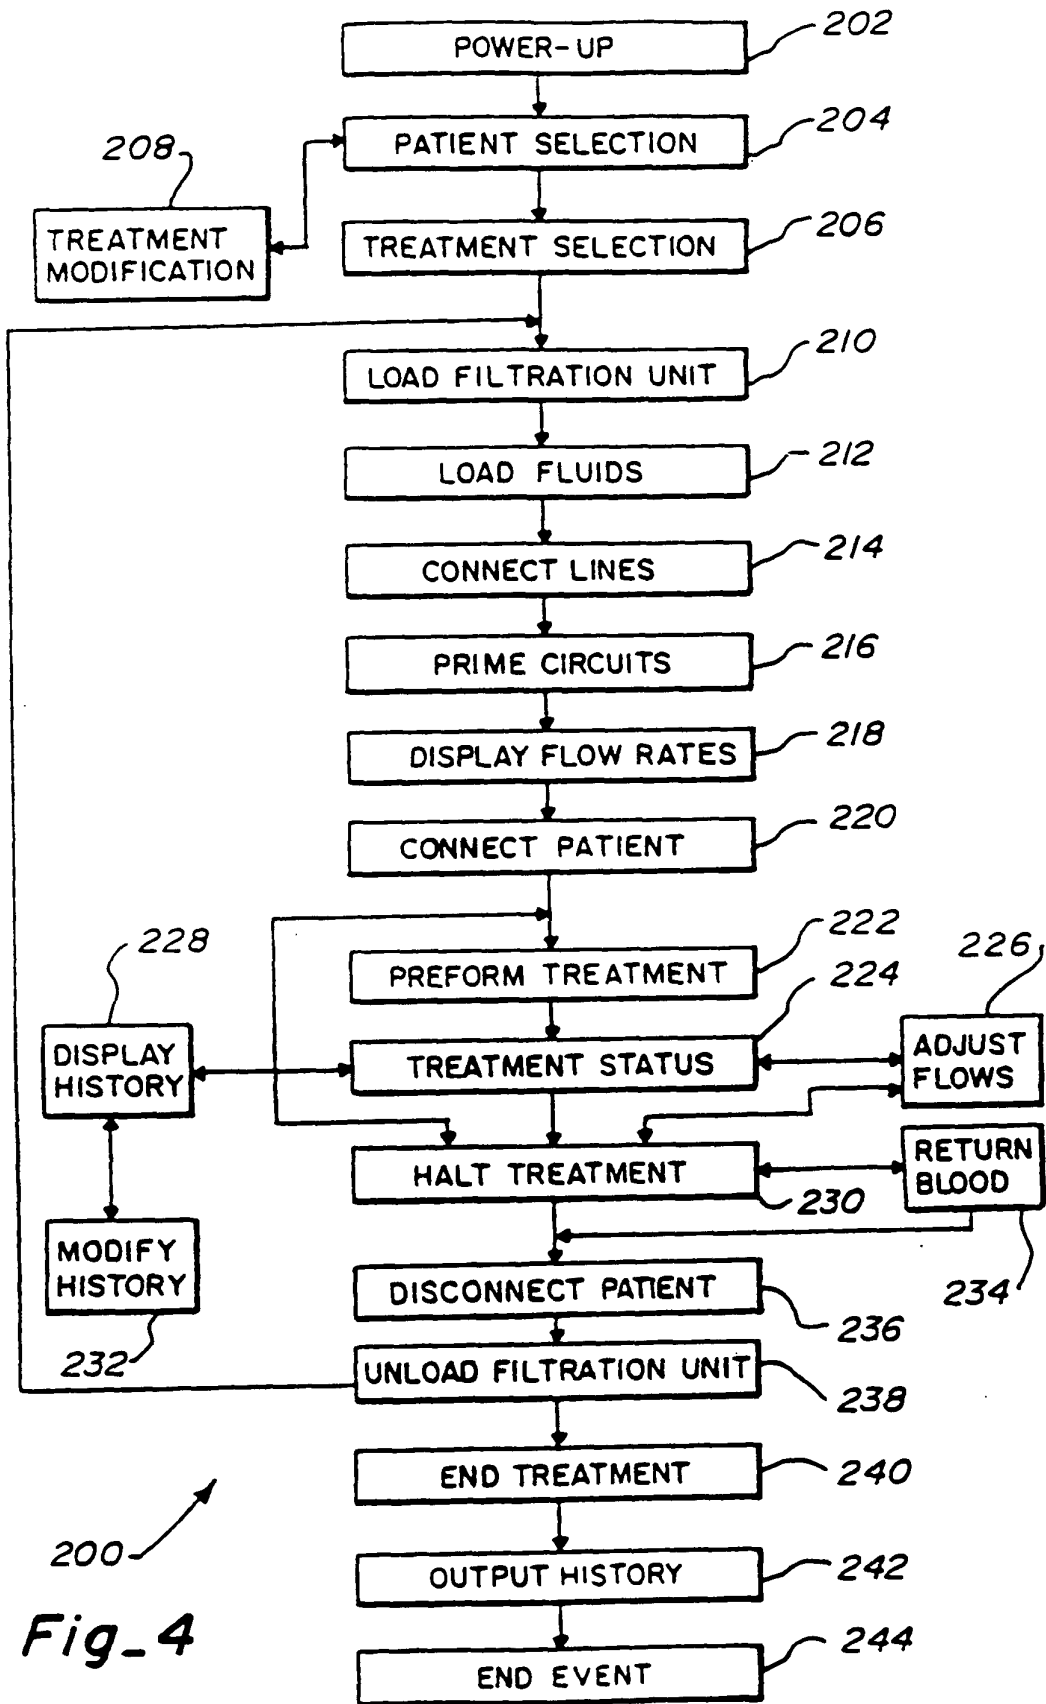 POWER-UP
202
PATIENT SELECTION
204
208
TREATMENT
MODIFICATION
TREATMENT SELECTION
206
LOAD FILTRATION UNIT
210
LOAD FLUIDS
212
CONNECT LINES
214
PRIME CIRCUITS
216
DISPLAY FLOW RATES
218
CONNECT PATIENT
220
PREFORM TREATMENT
222
228
DISPLAY
HISTORY
TREATMENT STATUS
224
226
ADJUST
FLOWS
HALT TREATMENT
230
RETURN
BLOOD
234
MODIFY
HISTORY
232
DISCONNECT PATIENT
236
UNLOAD FILTRATION UNIT
238
END TREATMENT
240
200
OUTPUT HISTORY
242
END EVENT
244
Fig_4